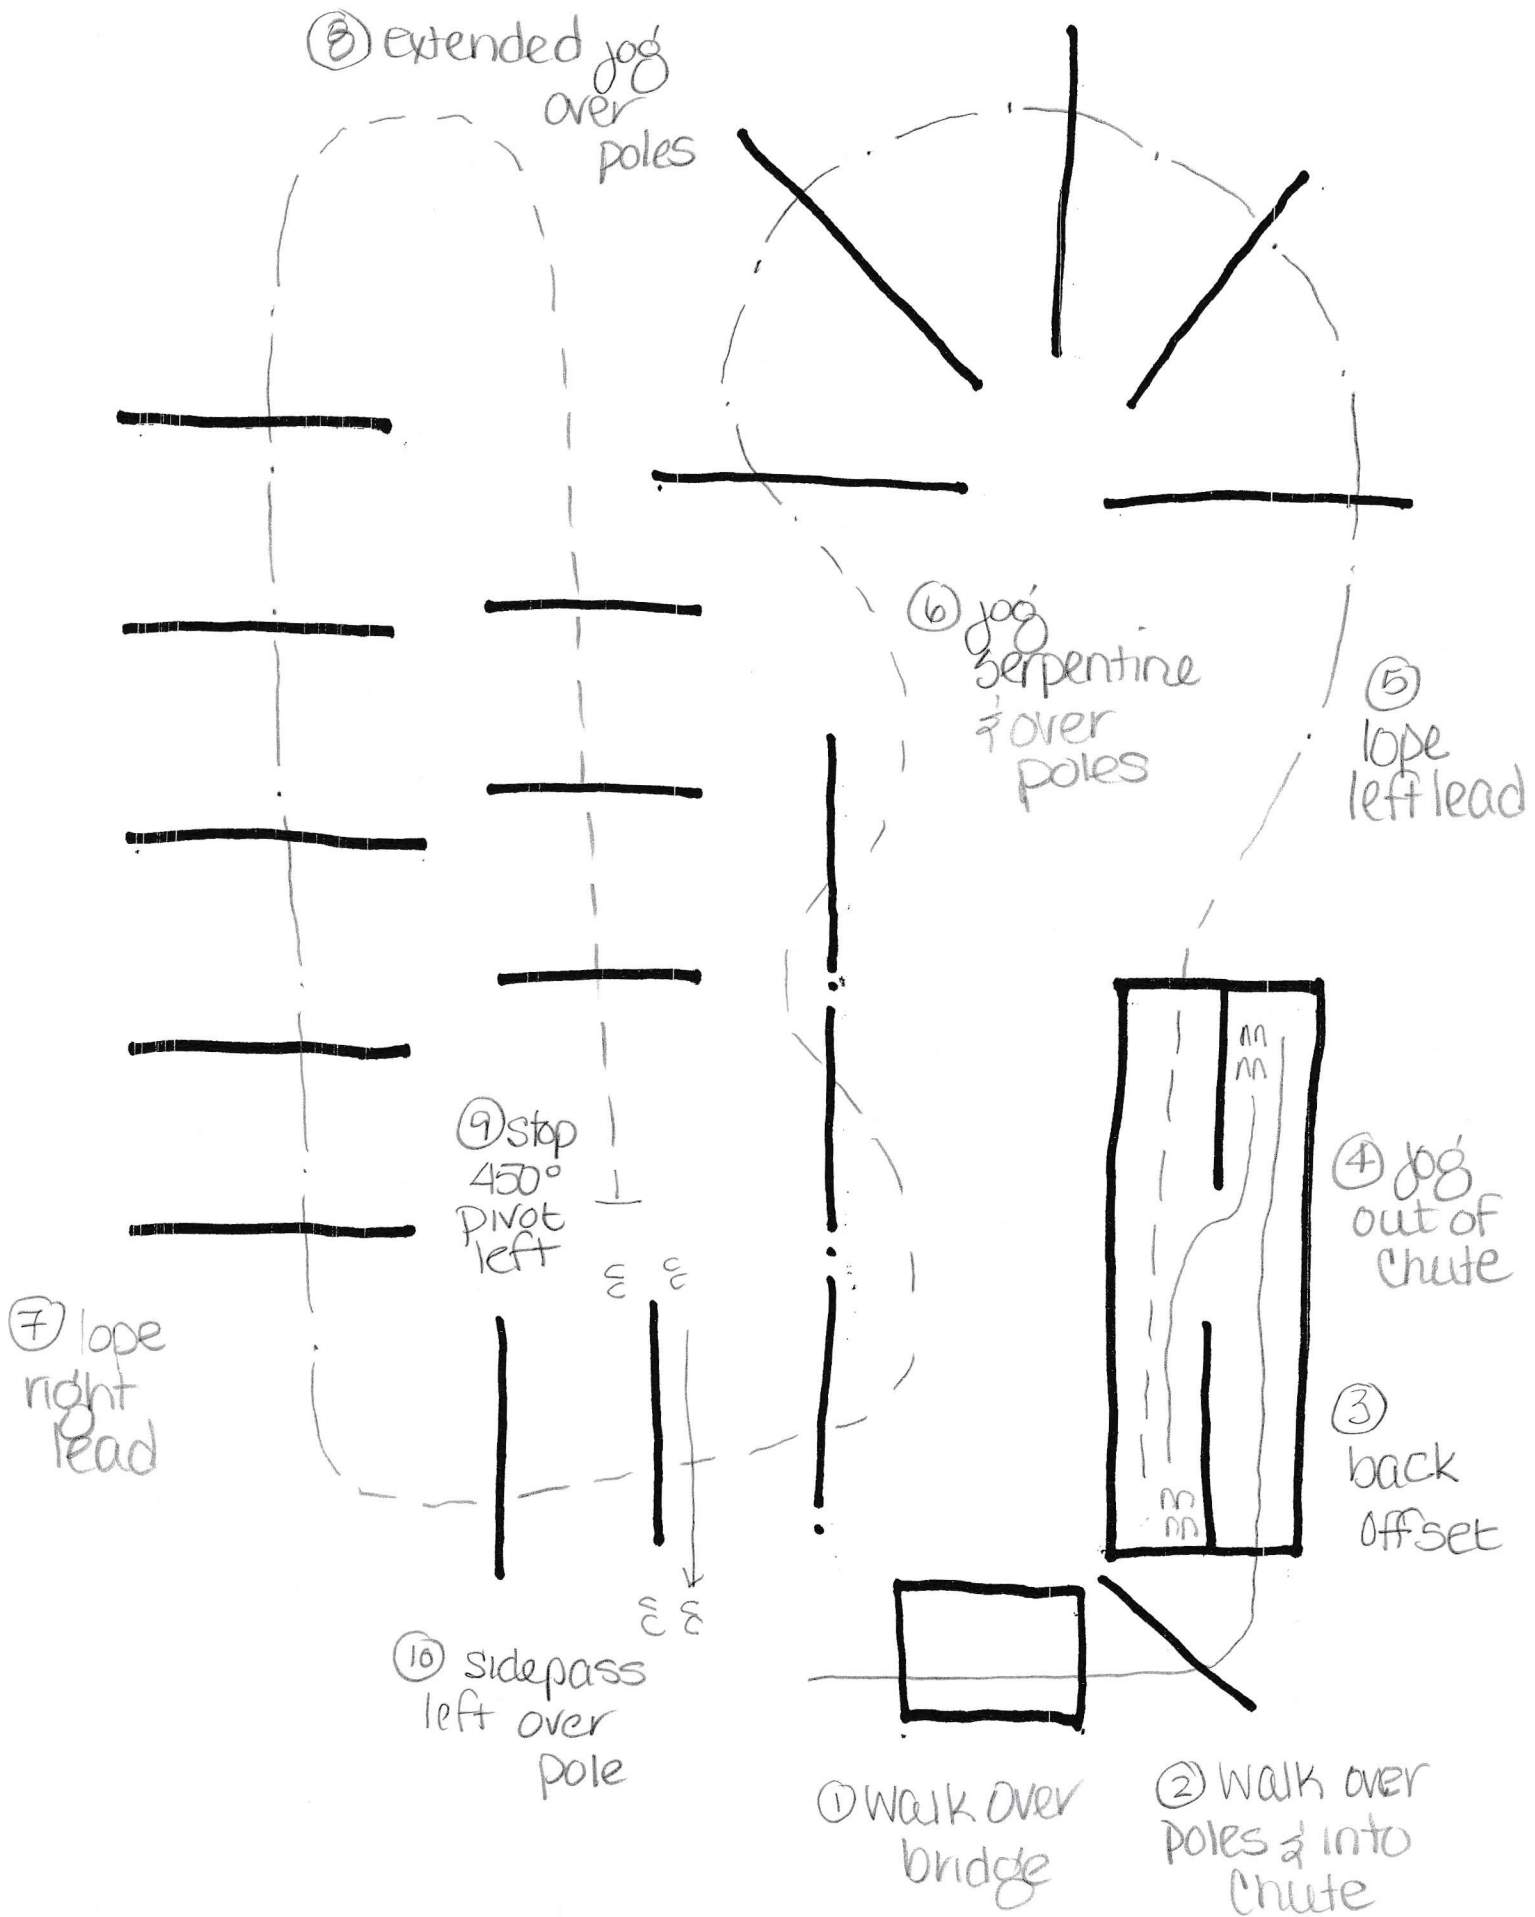 ⑧ extended jog
over
poles
⑥ jog
serpentine
& over
poles
⑤
lope
left lead
⑨ stop
450°
pivot
left
④ jog
out of
chute
⑦ lope
right
lead
③
back
offset
⑩ sidepass
left over
pole
① walk over
bridge
② walk over
poles & into
chute